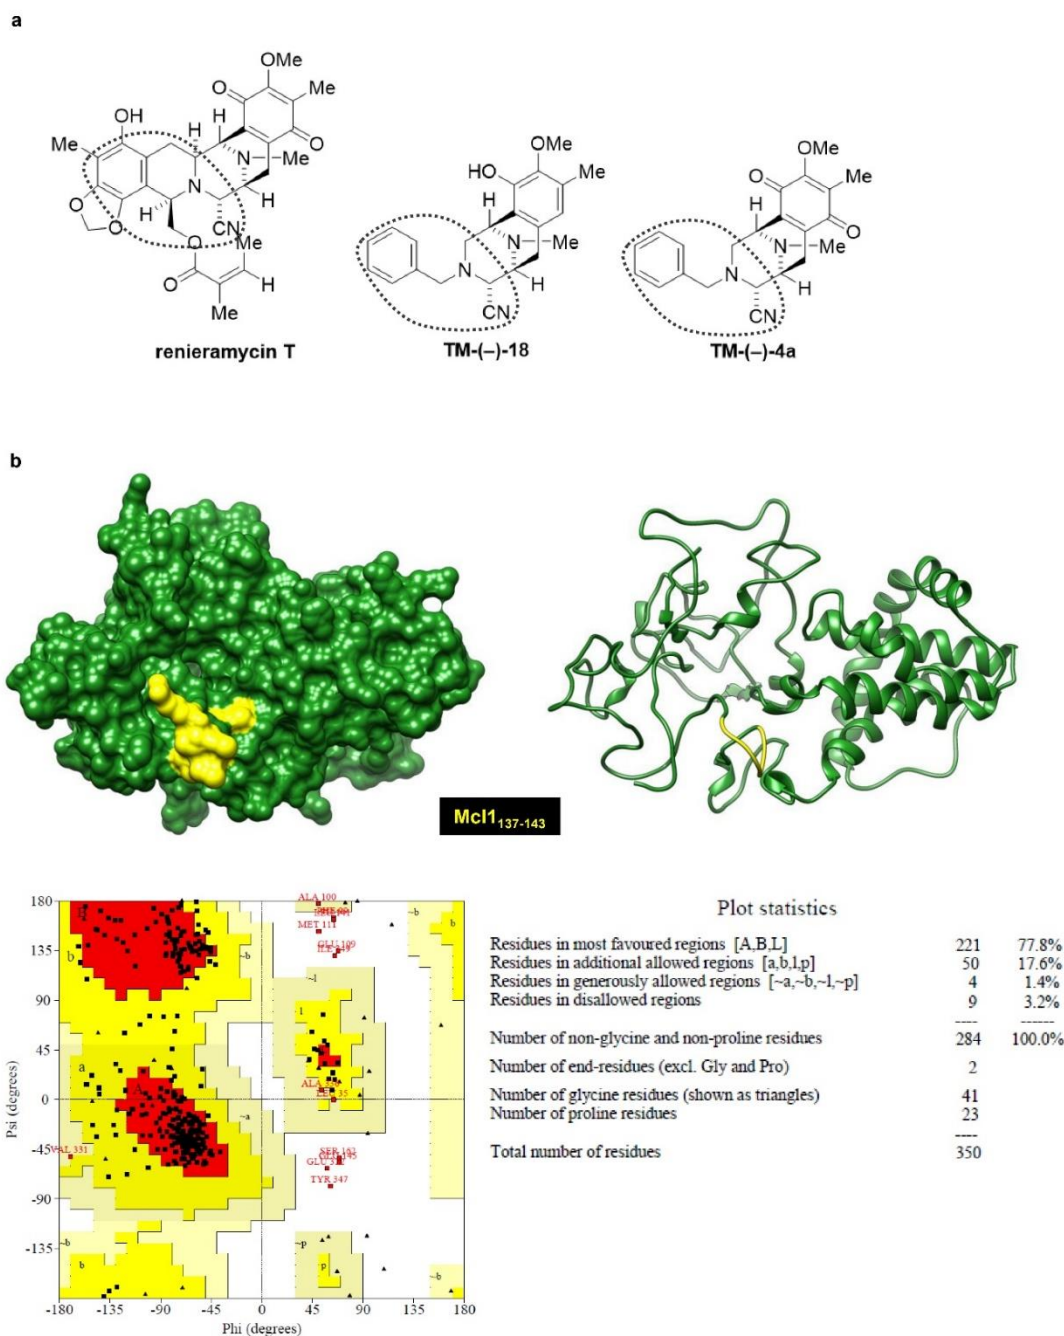 a
OMe
O
Me
OH
H
H
O
Me
N
Me
N
H
H
O
O
CN
Me
O
O
H
Me
renieramycin T
OMe
HO
Me
H
N
Me
N
H
CN
TM-(–)-18
OMe
O
Me
H
O
N
Me
N
H
CN
TM-(–)-4a
b
Mcl1137-143
Plot statistics
Residues in most favoured regions [A,B,L] 221 77.8%
Residues in additional allowed regions [a,b,l,p] 50 17.6%
Residues in generously allowed regions [~a,~b,~l,~p] 4 1.4%
Residues in disallowed regions 9 3.2%
---- ------
Number of non-glycine and non-proline residues 284 100.0%
Number of end-residues (excl. Gly and Pro) 2
Number of glycine residues (shown as triangles) 41
Number of proline residues 23
----
Total number of residues 350
Psi (degrees)
180
135
90
45
0
-45
-90
-135
-180 -135 -90 -45 0 45 90 135 180
Phi (degrees)
ALA 100
MET 111
GLU 109
ILE
ALA
VAL 331
SER 162
GLU
TYR 347
B
b
~b
~b
b
~l
l
a
A
~a
~b
b
~p
p
~b